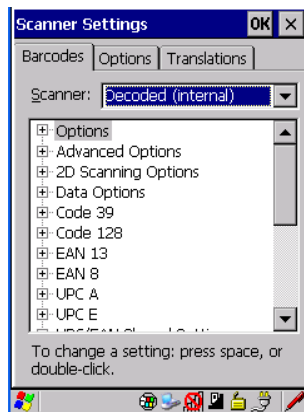 Scanner Settings OK
Barcodes Options Translations
Scanner: Decoded (internal)
Options
Advanced Options
2D Scanning Options
Data Options
Code 39
Code 128
EAN 13
EAN 8
UPC A
UPC E
To change a setting: press space, or
double-click.